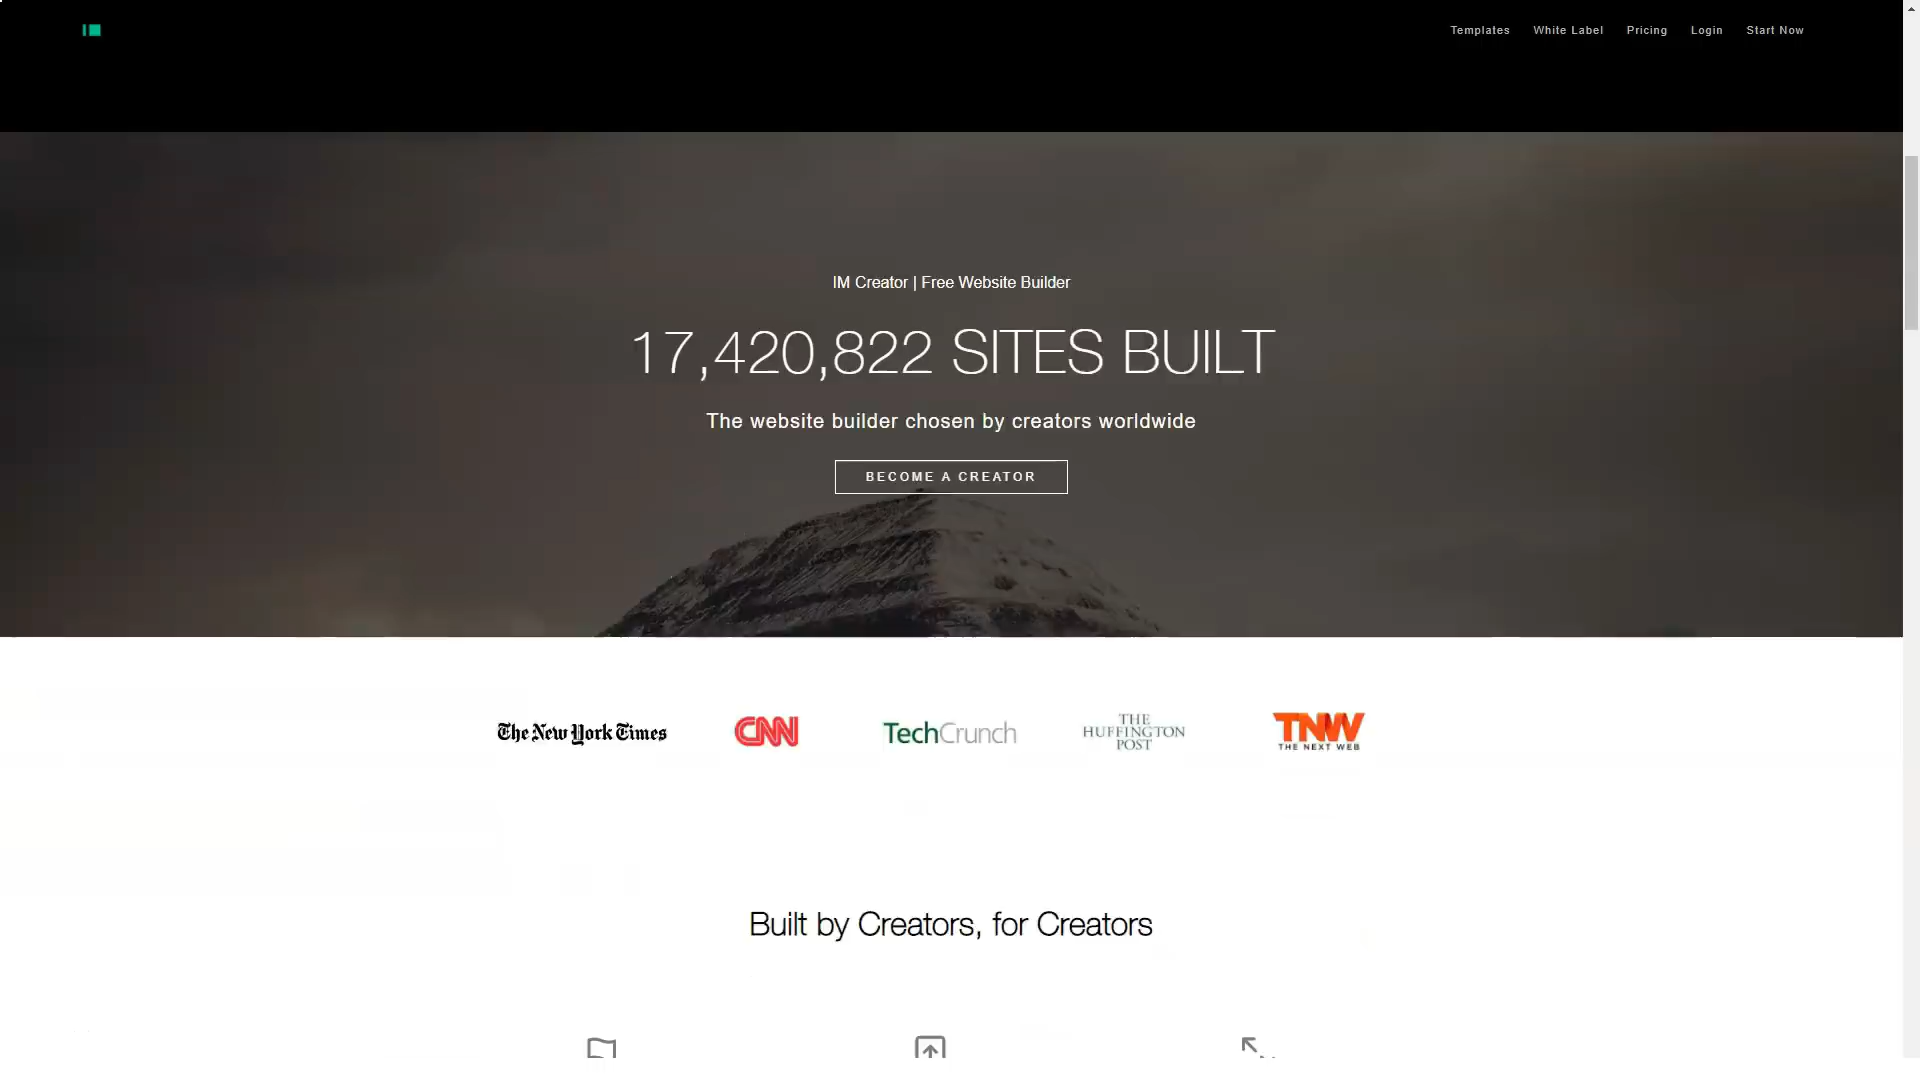 Templates
White Label
Pricing
Login
Start Now
IM Creator | Free Website Builder
17,420,822 SITES BUILT
The website builder chosen by creators worldwide
BECOME A CREATOR
The New York Times
CNN
TechCrunch
THE
HUFFINGTON
POST
TNW
THE NEXT WEB
Built by Creators, for Creators